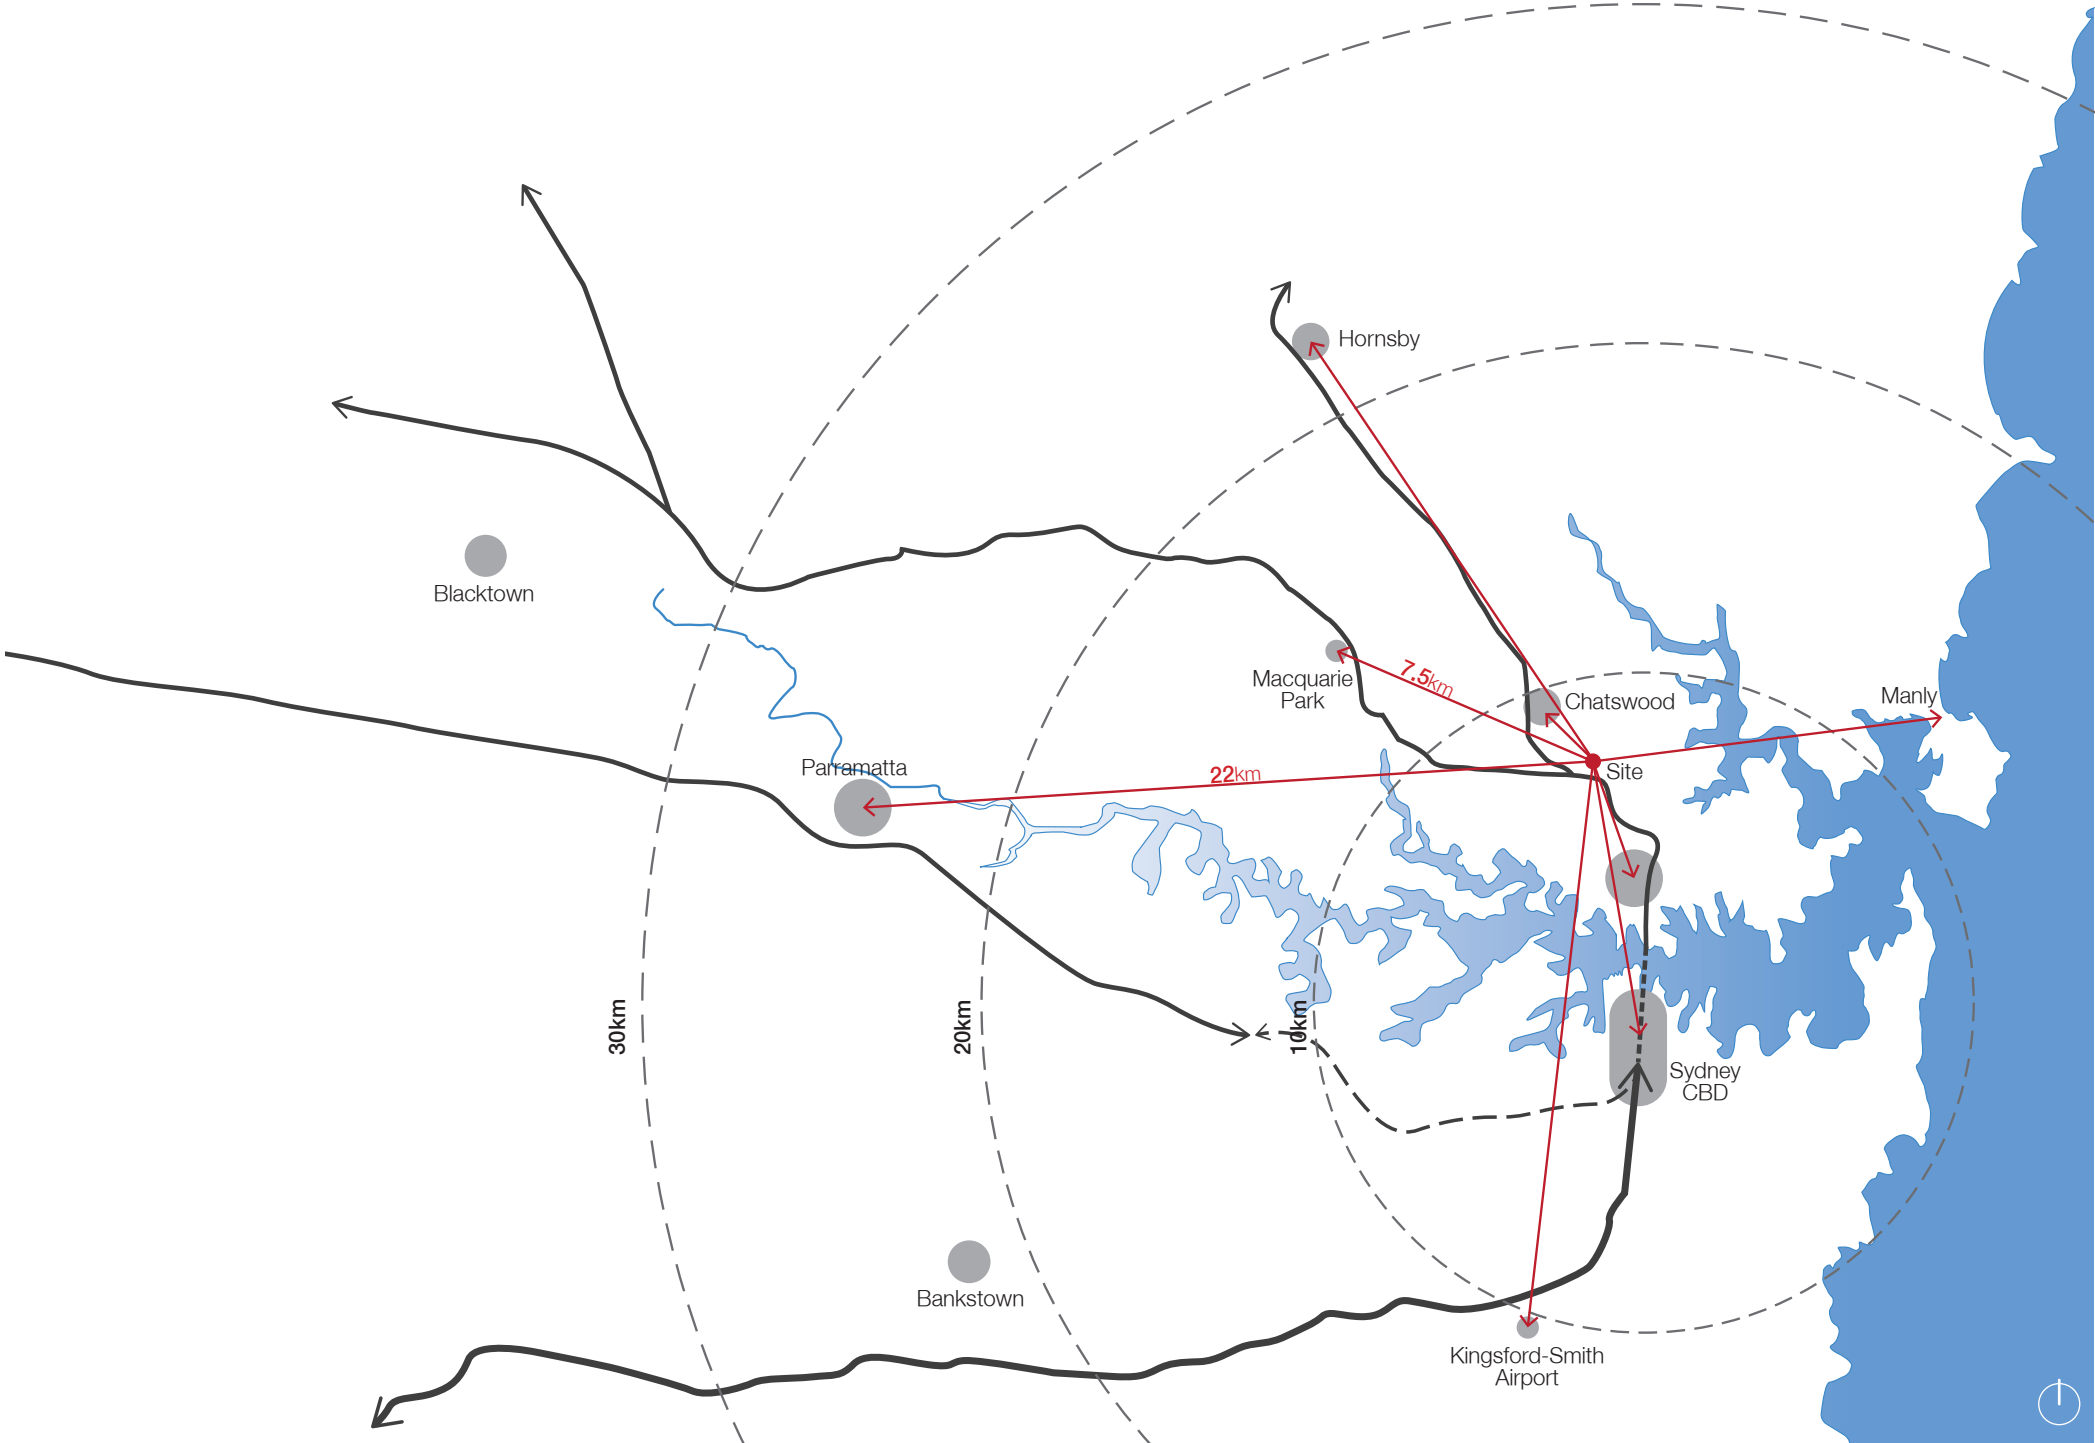 Hornsby
Blacktown
Macquarie
Park
7.5km
Chatswood
Manly
Parramatta
22km
Site
30km
20km
10km
Sydney
CBD
Bankstown
Kingsford-Smith
Airport